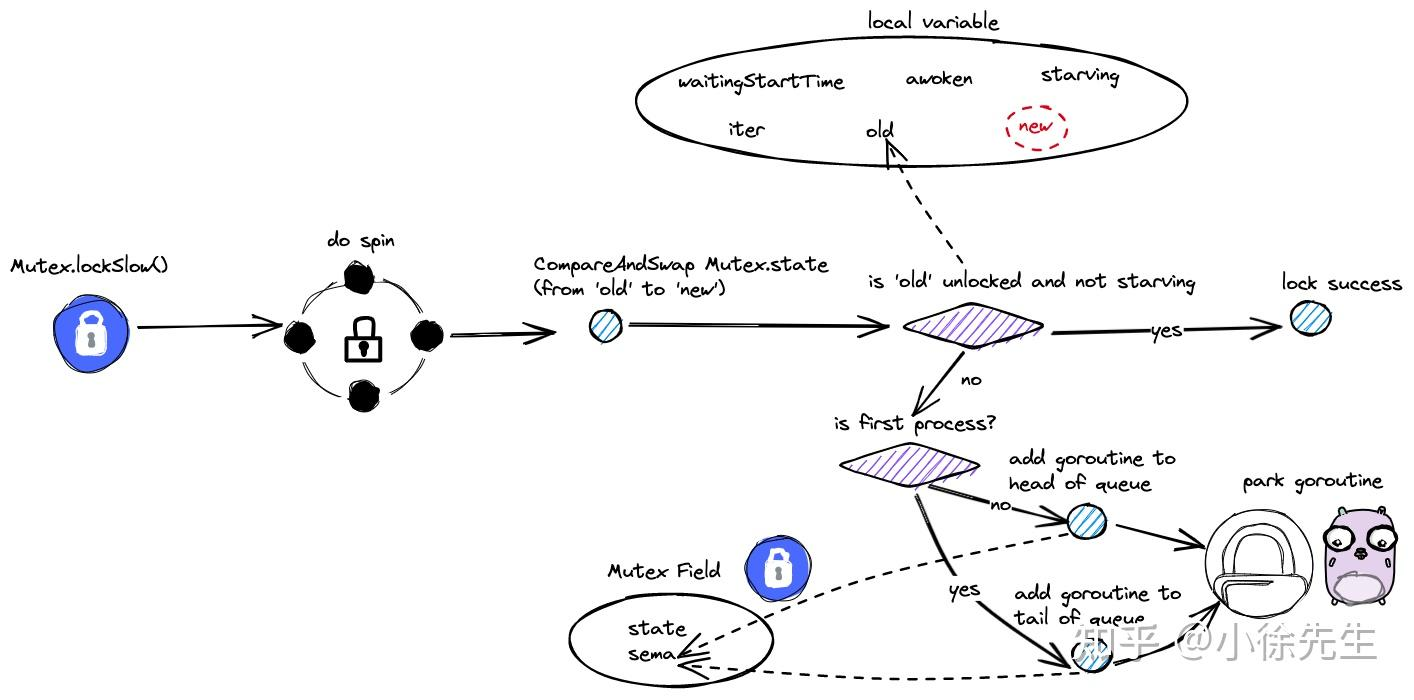 local variable
waitingStartTime awoken starving
iter old new
do spin
Mutex.lockSlow()
CompareAndSwap Mutex.state
(from 'old' to 'new')
is 'old' unlocked and not starving
lock success
yes
no
is first process?
add goroutine to
head of queue
park goroutine
no
Mutex Field
yes
add goroutine to
tail of queue
state
sema
知乎 @小徐先生